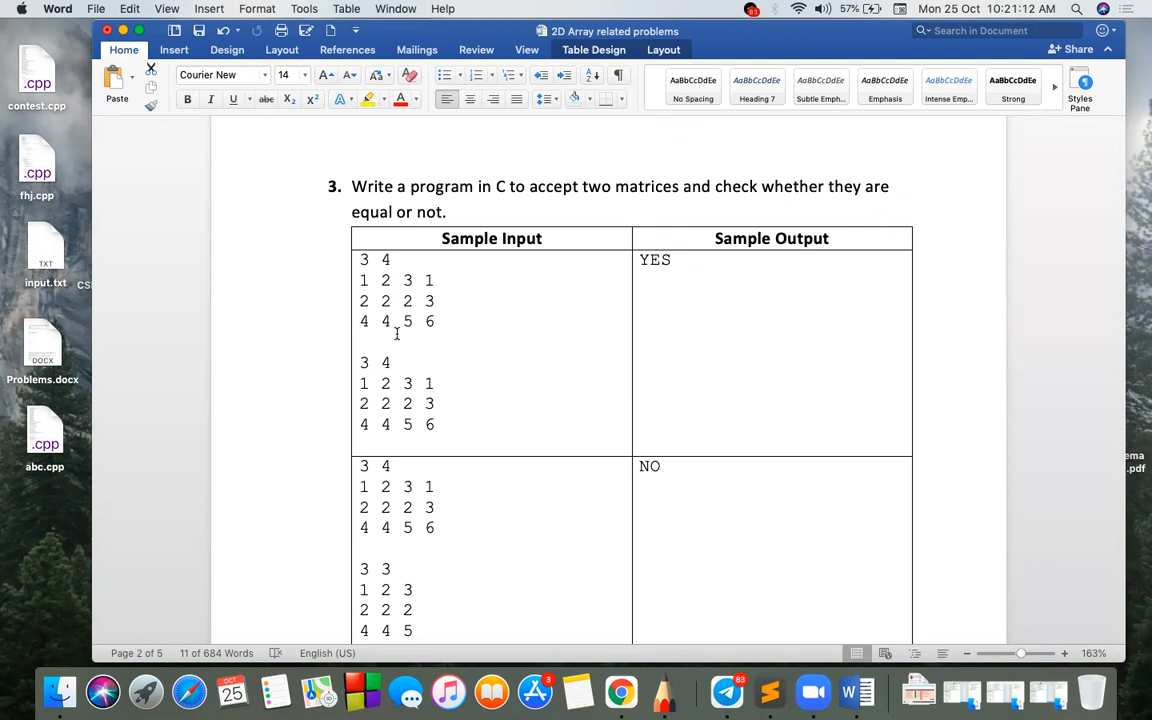 Word File Edit View Insert Format Tools Table Window Help 57% Mon 25 Oct 10:21:12 AM
2D Array related problems
Search in Document
Home Insert Design Layout References Mailings Review View Table Design Layout Share
Courier New 14
AaBbCcDdEe AaBbCcDdEe AaBbCcDdEe AaBbCcDdEe AaBbCcDdEe AaBbCcDdEe
Paste B I U abc X₂ X² A A No Spacing Heading 7 Subtle Emph... Emphasis Intense Emp... Strong Styles Pane
.cpp
contest.cpp
.cpp
fhj.cpp
TXT
input.txt
DOCX
Problems.docx
.cpp
abc.cpp
3. Write a program in C to accept two matrices and check whether they are
equal or not.
Sample Input Sample Output
3 4 YES
1 2 3 1
2 2 2 3
4 4 5 6
3 4
1 2 3 1
2 2 2 3
4 4 5 6
3 4 NO
1 2 3 1
2 2 2 3
4 4 5 6
3 3
1 2 3
2 2 2
4 4 5
Page 2 of 5 11 of 684 Words English (US) 163%
OCT 25 3 83